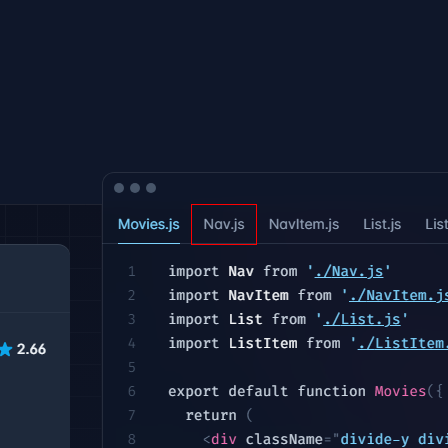 Movies.js Nav.js NavItem.js List.js List
1 import Nav from './Nav.js'
2 import NavItem from './NavItem.js
3 import List from './List.js'
4 import ListItem from './ListItem.
5
6 export default function Movies({
7 return (
8 <div className="divide-y divi
2.66